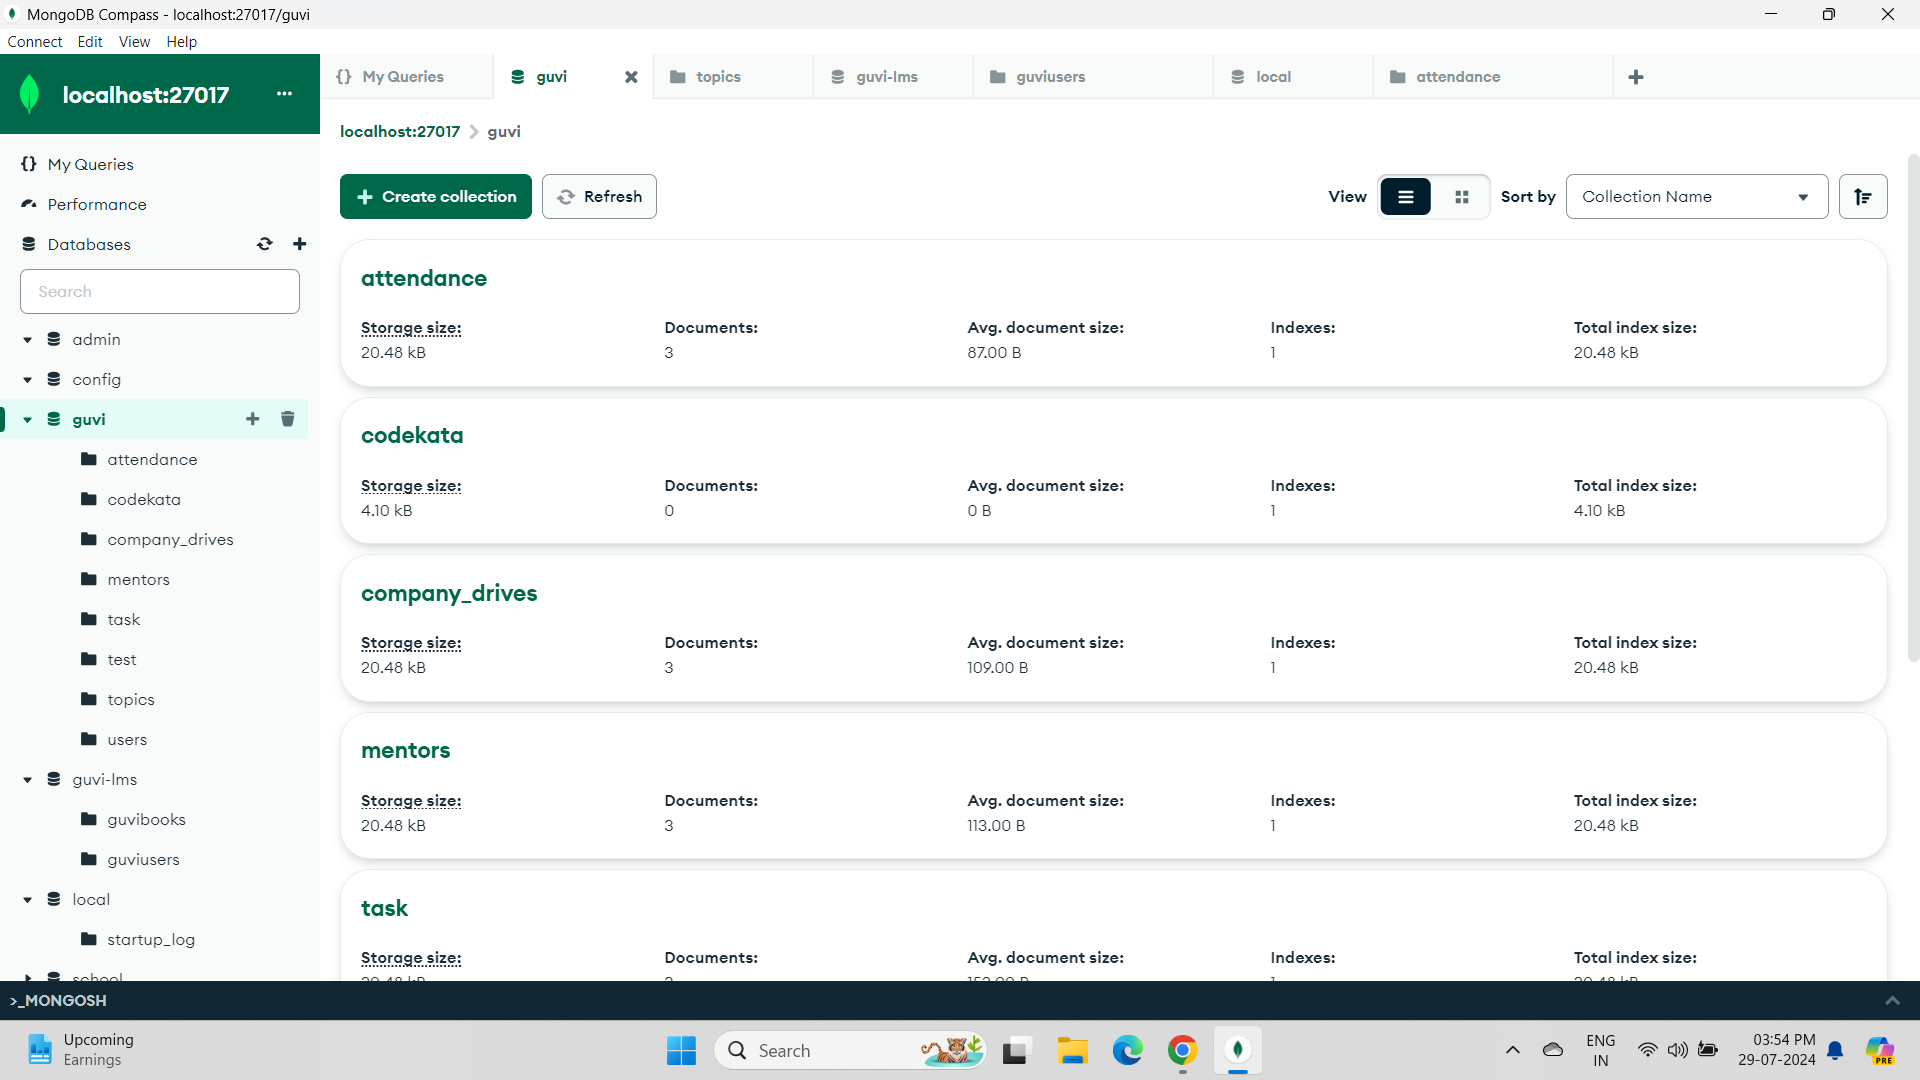 MongoDB Compass - localhost:27017/guvi
Connect Edit View Help
localhost:27017 ...
{} My Queries
guvi
topics
guvi-lms
guviusers
local
attendance
My Queries
Performance
Databases
Search
admin
config
guvi
attendance
codekata
company_drives
mentors
task
test
topics
users
guvi-lms
guvibooks
guviusers
local
startup_log
school
localhost:27017 > guvi
Create collection Refresh View Sort by Collection Name
attendance
Storage size: Documents: Avg. document size: Indexes: Total index size:
20.48 kB 3 87.00 B 1 20.48 kB
codekata
Storage size: Documents: Avg. document size: Indexes: Total index size:
4.10 kB 0 0 B 1 4.10 kB
company_drives
Storage size: Documents: Avg. document size: Indexes: Total index size:
20.48 kB 3 109.00 B 1 20.48 kB
mentors
Storage size: Documents: Avg. document size: Indexes: Total index size:
20.48 kB 3 113.00 B 1 20.48 kB
task
Storage size: Documents: Avg. document size: Indexes: Total index size:
>_MONGOSH
Upcoming
Earnings
Search
ENG
IN
03:54 PM
29-07-2024
PRE